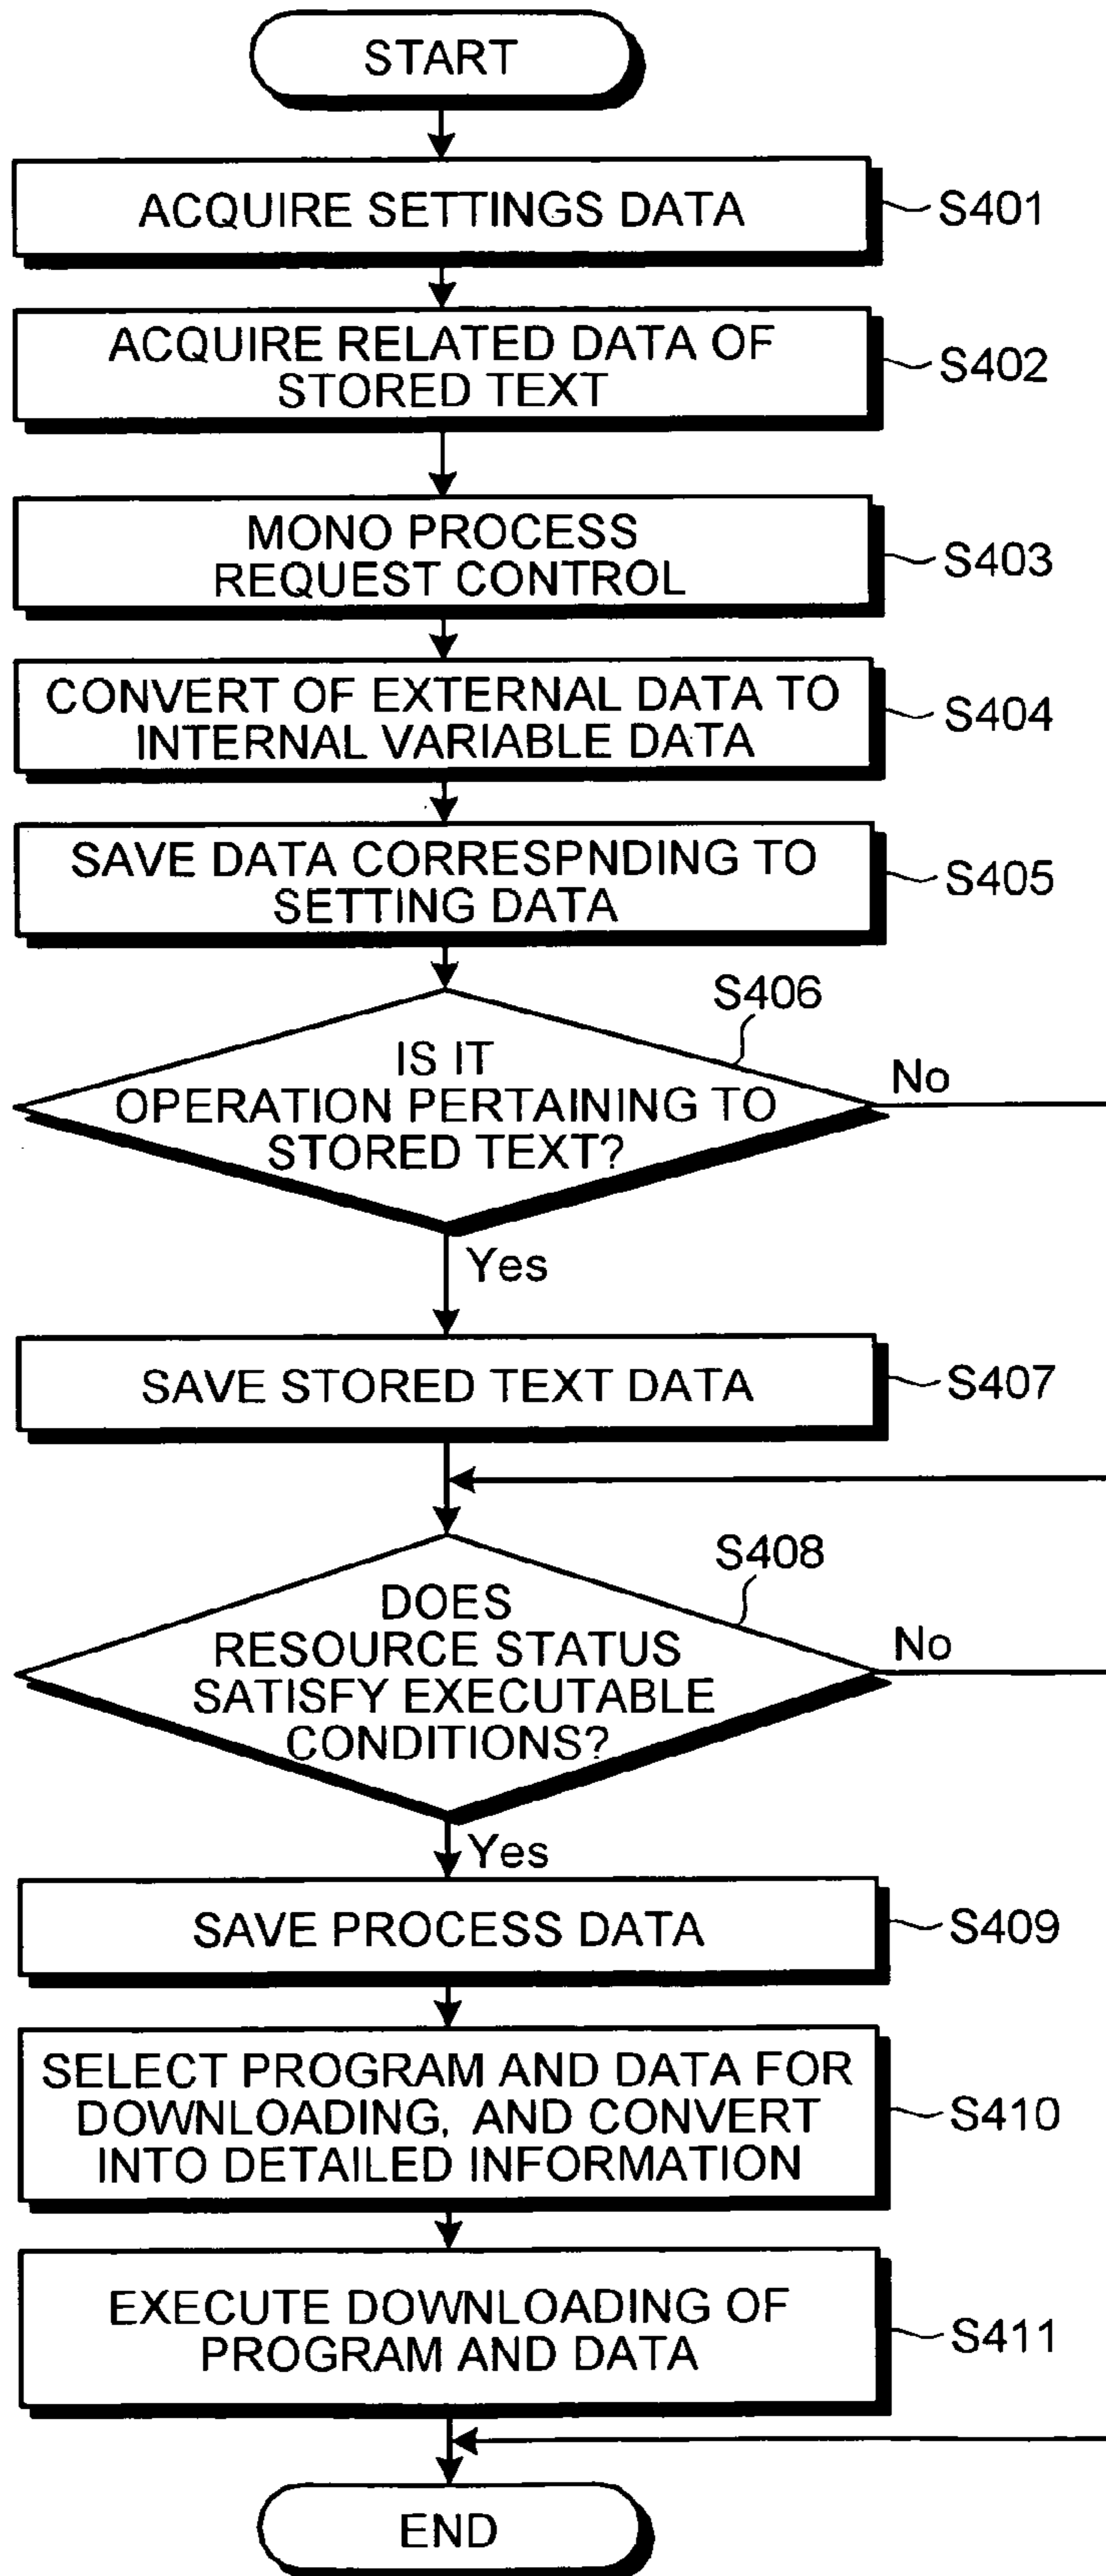 START
ACQUIRE SETTINGS DATA
S401
ACQUIRE RELATED DATA OF
STORED TEXT
S402
MONO PROCESS
REQUEST CONTROL
S403
CONVERT OF EXTERNAL DATA TO
INTERNAL VARIABLE DATA
S404
SAVE DATA CORRESPNDING TO
SETTING DATA
S405
S406
IS IT
OPERATION PERTAINING TO
STORED TEXT?
No
Yes
SAVE STORED TEXT DATA
S407
S408
DOES
RESOURCE STATUS
SATISFY EXECUTABLE
CONDITIONS?
No
Yes
SAVE PROCESS DATA
S409
SELECT PROGRAM AND DATA FOR
DOWNLOADING, AND CONVERT
INTO DETAILED INFORMATION
S410
EXECUTE DOWNLOADING OF
PROGRAM AND DATA
S411
END